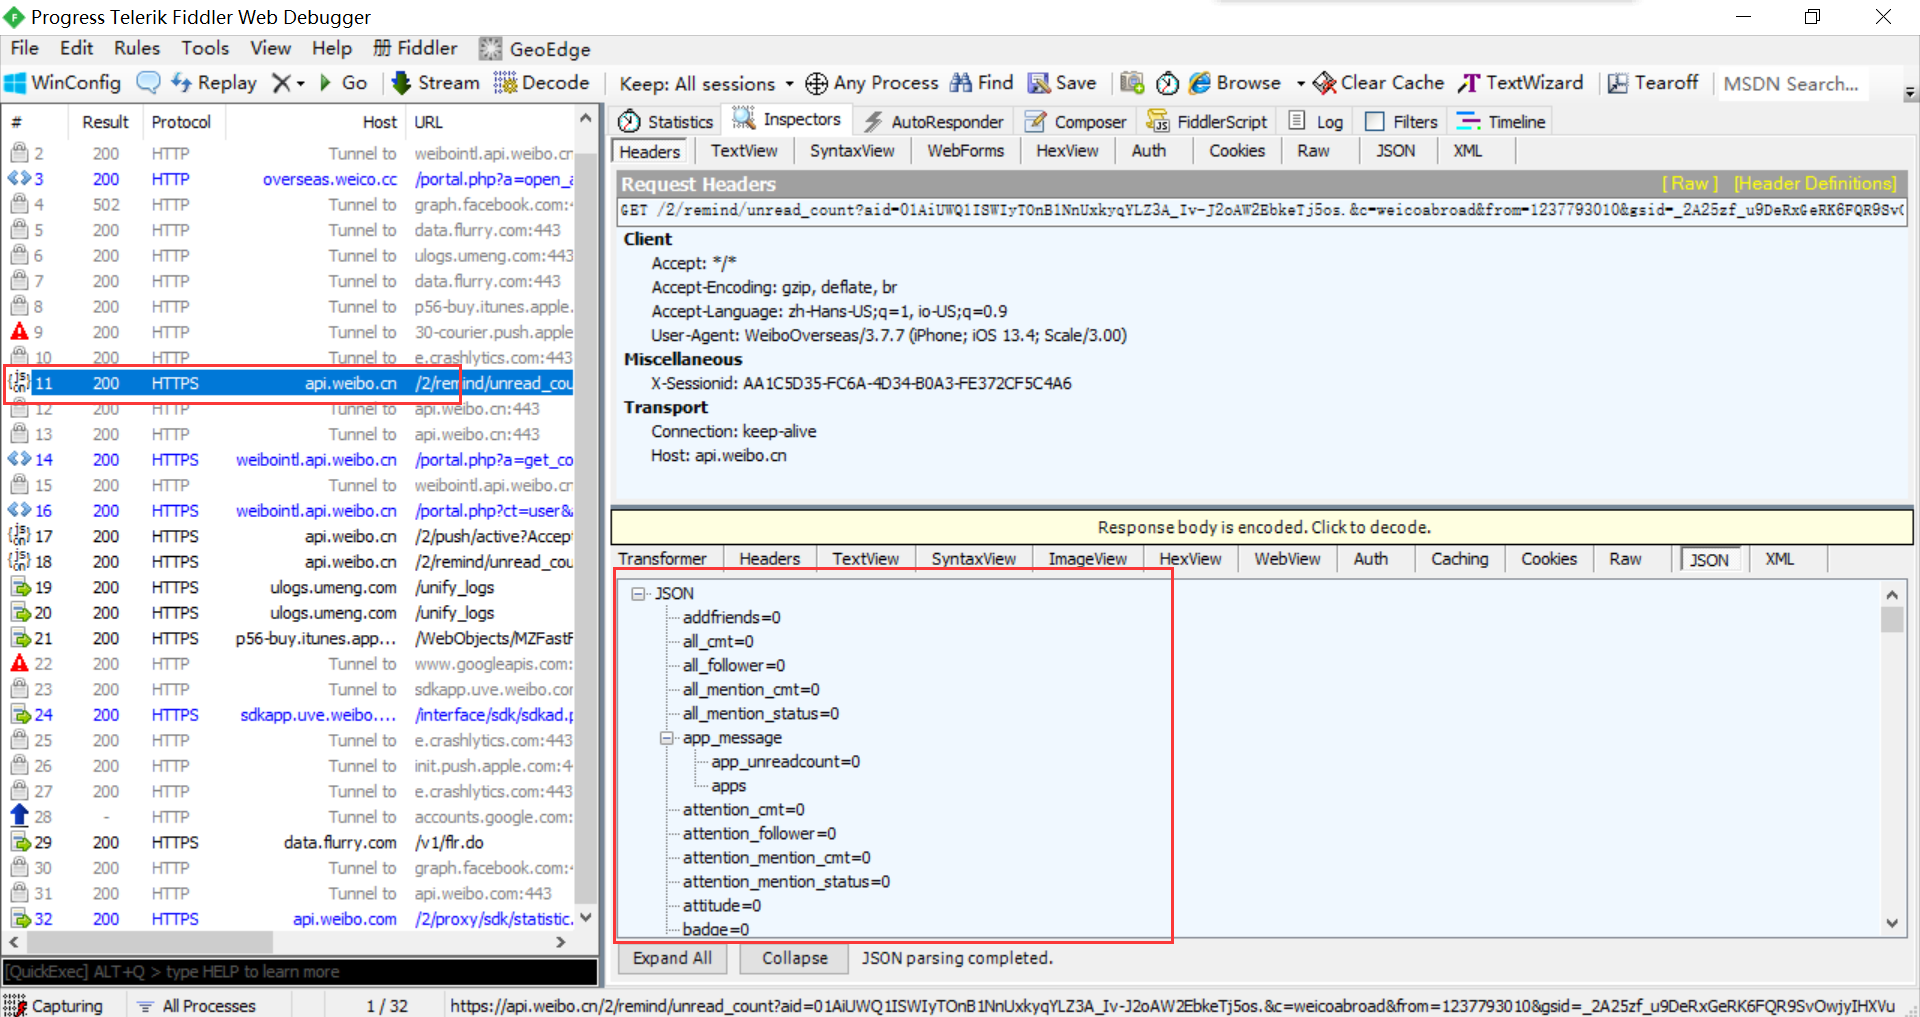 Progress Telerik Fiddler Web Debugger
File Edit Rules Tools View Help 册 Fiddler GeoEdge
WinConfig Replay Go Stream Decode Keep: All sessions Any Process Find Save Browse Clear Cache TextWizard Tearoff MSDN Search...
# Result Protocol Host URL
2 200 HTTP Tunnel to weibointl.api.weibo.cn
3 200 HTTP overseas.weico.cc /portal.php?a=open_a
4 502 HTTP Tunnel to graph.facebook.com:4
5 200 HTTP Tunnel to data.flurry.com:443
6 200 HTTP Tunnel to ulogs.umeng.com:443
7 200 HTTP Tunnel to data.flurry.com:443
8 200 HTTP Tunnel to p56-buy.itunes.apple.
9 200 HTTP Tunnel to 30-courier.push.apple
10 200 HTTP Tunnel to e.crashlytics.com:443
11 200 HTTPS api.weibo.cn /2/remind/unread_cou
12 200 HTTP Tunnel to api.weibo.cn:443
13 200 HTTP Tunnel to api.weibo.cn:443
14 200 HTTPS weibointl.api.weibo.cn /portal.php?a=get_co
15 200 HTTP Tunnel to weibointl.api.weibo.cn
16 200 HTTPS weibointl.api.weibo.cn /portal.php?ct=user&
17 200 HTTPS api.weibo.cn /2/push/active?Accep
18 200 HTTPS api.weibo.cn /2/remind/unread_cou
19 200 HTTPS ulogs.umeng.com /unify_logs
20 200 HTTPS ulogs.umeng.com /unify_logs
21 200 HTTPS p56-buy.itunes.app... /WebObjects/MZFastF
22 200 HTTP Tunnel to www.googleapis.com:
23 200 HTTP Tunnel to sdkapp.uve.weibo.cor
24 200 HTTPS sdkapp.uve.weibo.... /interface/sdk/sdkad.p
25 200 HTTP Tunnel to e.crashlytics.com:443
26 200 HTTP Tunnel to init.push.apple.com:4
27 200 HTTP Tunnel to e.crashlytics.com:443
28 - HTTP Tunnel to accounts.google.com:
29 200 HTTPS data.flurry.com /v1/flr.do
30 200 HTTP Tunnel to graph.facebook.com:4
31 200 HTTP Tunnel to api.weibo.com:443
32 200 HTTPS api.weibo.com /2/proxy/sdk/statistic.
[QuickExec] ALT+Q > type HELP to learn more
Statistics Inspectors AutoResponder Composer FiddlerScript Log Filters Timeline
Headers TextView SyntaxView WebForms HexView Auth Cookies Raw JSON XML
Request Headers [ Raw ] [Header Definitions]
GET /2/remind/unread_count?aid=01AiUWQ1ISWIyTOnB1NnUxkyqYLZ3A_Iv-J2oAW2EbkeTj5os.&c=weicoabroad&from=1237793010&gsid=_2A25zf_u9DeRxGeRK6FQR9SvO
Client
Accept: */*
Accept-Encoding: gzip, deflate, br
Accept-Language: zh-Hans-US;q=1, io-US;q=0.9
User-Agent: WeiboOverseas/3.7.7 (iPhone; iOS 13.4; Scale/3.00)
Miscellaneous
X-Sessionid: AA1C5D35-FC6A-4D34-B0A3-FE372CF5C4A6
Transport
Connection: keep-alive
Host: api.weibo.cn
Response body is encoded. Click to decode.
Transformer Headers TextView SyntaxView ImageView HexView WebView Auth Caching Cookies Raw JSON XML
JSON
addfriends=0
all_cmt=0
all_follower=0
all_mention_cmt=0
all_mention_status=0
app_message
app_unreadcount=0
apps
attention_cmt=0
attention_follower=0
attention_mention_cmt=0
attention_mention_status=0
attitude=0
badge=0
Expand All Collapse JSON parsing completed.
Capturing All Processes 1 / 32 https://api.weibo.cn/2/remind/unread_count?aid=01AiUWQ1ISWIyTOnB1NnUxkyqYLZ3A_Iv-J2oAW2EbkeTj5os.&c=weicoabroad&from=1237793010&gsid=_2A25zf_u9DeRxGeRK6FQR9SvOwjyIHXVu